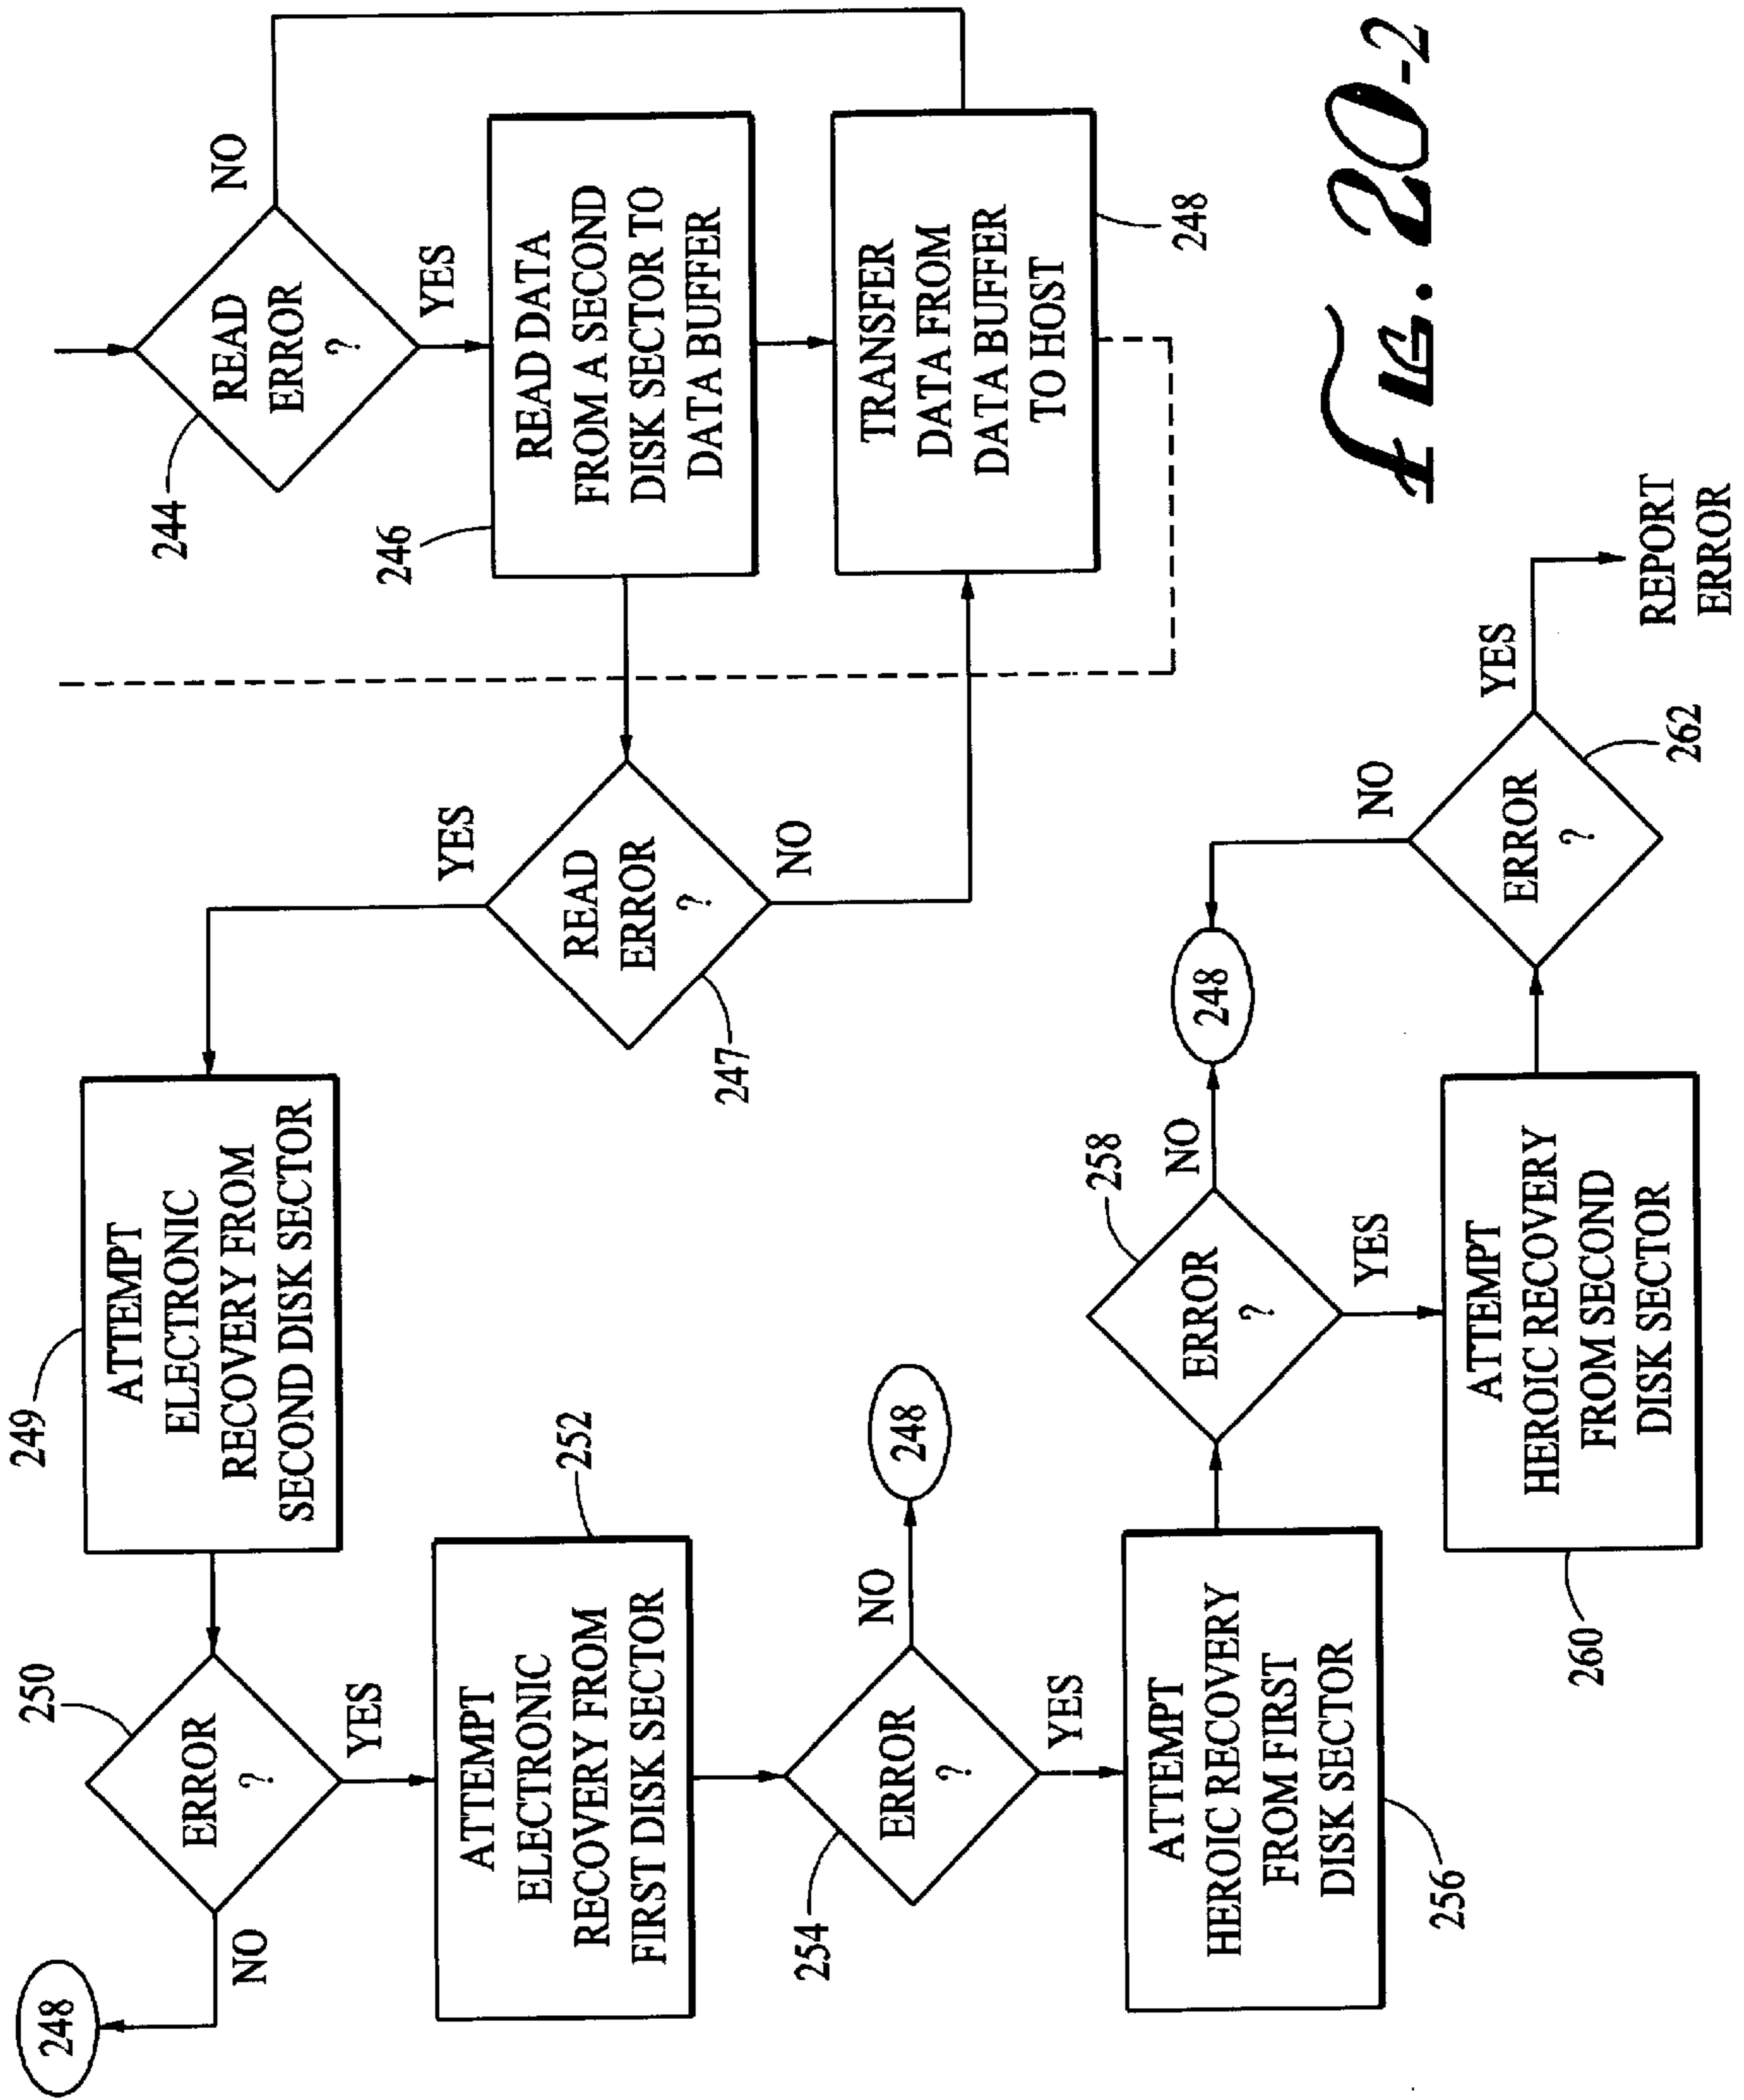 244
READ
ERROR
?
NO
YES
246
READ DATA
FROM A SECOND
DISK SECTOR TO
DATA BUFFER
TRANSFER
DATA FROM
DATA BUFFER
TO HOST
248
READ
ERROR
?
YES
NO
247
249
ATTEMPT
ELECTRONIC
RECOVERY FROM
SECOND DISK SECTOR
250
ERROR
?
NO
248
YES
252
ATTEMPT
ELECTRONIC
RECOVERY FROM
FIRST DISK SECTOR
254
ERROR
?
NO
248
YES
ATTEMPT
HEROIC RECOVERY
FROM FIRST
DISK SECTOR
256
258
ERROR
?
NO
248
YES
ATTEMPT
HEROIC RECOVERY
FROM SECOND
DISK SECTOR
260
ERROR
?
262
NO
YES
REPORT
ERROR
FIG. 20-2